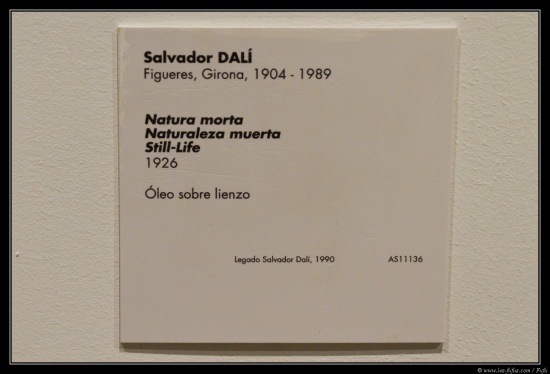 Salvador DALÍ
Figueres, Girona, 1904 - 1989
Natura morta
Naturaleza muerta
Still-Life
1926
Óleo sobre lienzo
Legado Salvador Dalí, 1990 AS11136